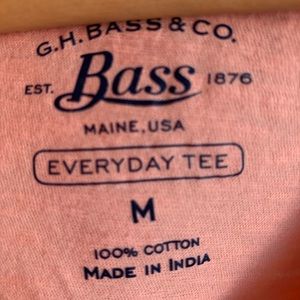 G.H. BASS & CO.
EST. Bass 1876
MAINE, USA
EVERYDAY TEE
M
100% COTTON
MADE IN INDIA